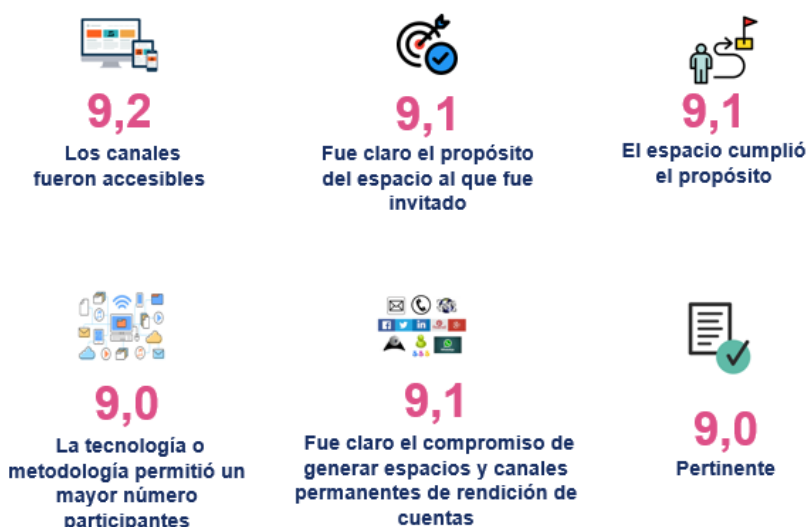 9,2
Los canales
fueron accesibles
9,1
Fue claro el propósito
del espacio al que fue
invitado
9,1
El espacio cumplió
el propósito
9,0
La tecnología o
metodología permitió un
mayor número
participantes
9,1
Fue claro el compromiso de
generar espacios y canales
permanentes de rendición de
cuentas
9,0
Pertinente